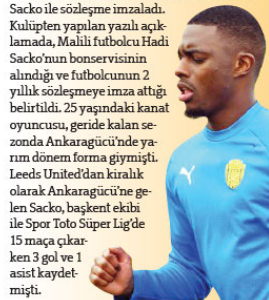 Sacko ile sözleşme imzaladı.
Kulüpten yapılan yazılı açık-
lamada, Malili futbolcu Hadi
Sacko'nun bonservisinin
alındığı ve futbolcunun 2
yıllık sözleşmeye imza attığı
belirtildi. 25 yaşındaki kanat
oyuncusu, geride kalan se-
zonda Ankaragücü'nde ya-
rım dönem forma giymişti.
Leeds United'dan kiralık
olarak Ankaragücü'ne ge-
len Sacko, başkent ekibi
ile Spor Toto Süper Lig'de
15 maça çıkar-
ken 3 gol ve 1
asist kaydet-
mişti.